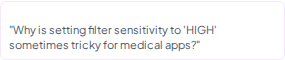 "Why is setting filter sensitivity to 'HIGH'
sometimes tricky for medical apps?"